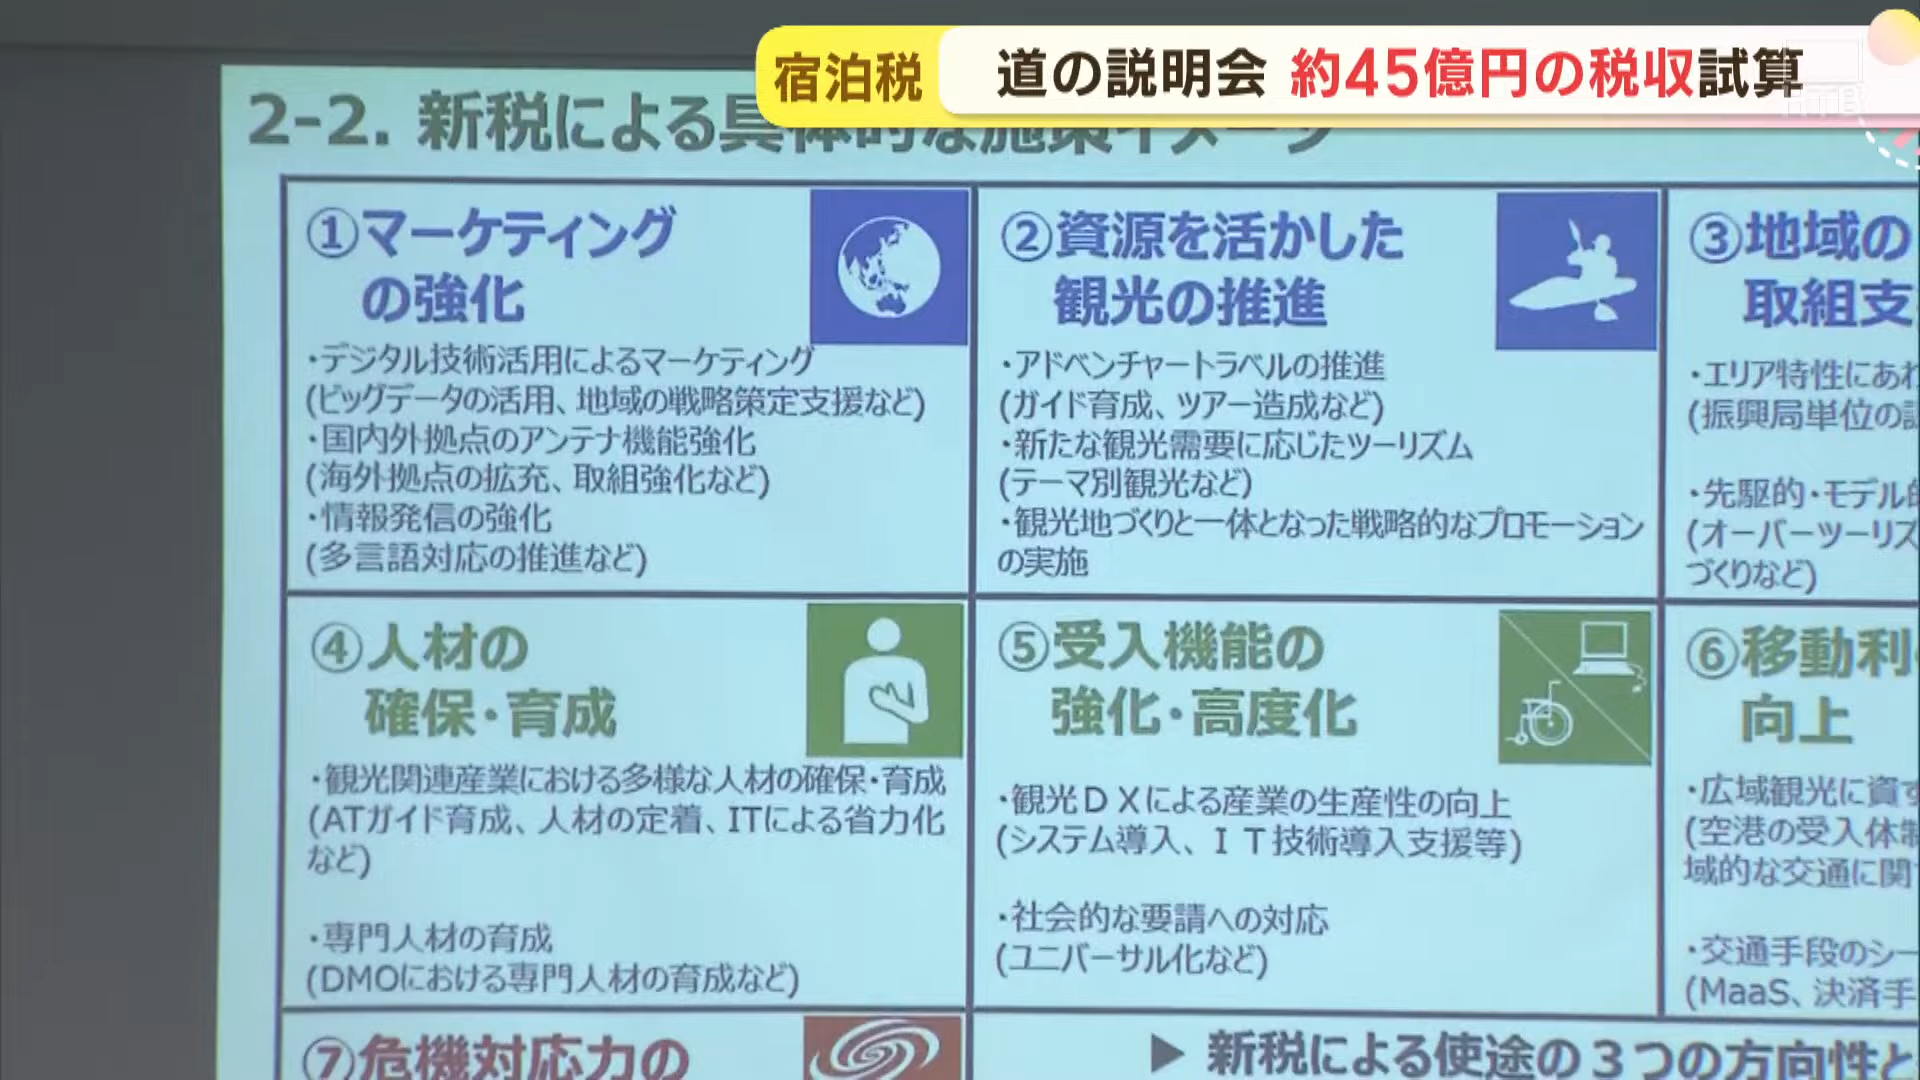 宿泊税
道の説明会 約45億円の税収試算
HTB
2-2. 新税による具体的な施策イメージ
①マーケティング
の強化
・デジタル技術活用によるマーケティング
(ビッグデータの活用、地域の戦略策定支援など)
・国内外拠点のアンテナ機能強化
(海外拠点の拡充、取組強化など)
・情報発信の強化
(多言語対応の推進など)
②資源を活かした
観光の推進
・アドベンチャートラベルの推進
(ガイド育成、ツアー造成など)
・新たな観光需要に応じたツーリズム
(テーマ別観光など)
・観光地づくりと一体となった戦略的なプロモーション
の実施
③地域の
取組支
・エリア特性にあわ
(振興局単位の
・先駆的・モデル的
(オーバーツーリズ
づくりなど)
④人材の
確保・育成
・観光関連産業における多様な人材の確保・育成
(ATガイド育成、人材の定着、ITによる省力化
など)
・専門人材の育成
(DMOにおける専門人材の育成など)
⑤受入機能の
強化・高度化
・観光ＤＸによる産業の生産性の向上
(システム導入、ＩＴ技術導入支援等)
・社会的な要請への対応
(ユニバーサル化など)
⑥移動利
向上
・広域観光に資す
(空港の受入体制
域的な交通に関
・交通手段のシー
(MaaS、決済手
⑦危機対応力の
▶ 新税による使途の３つの方向性と